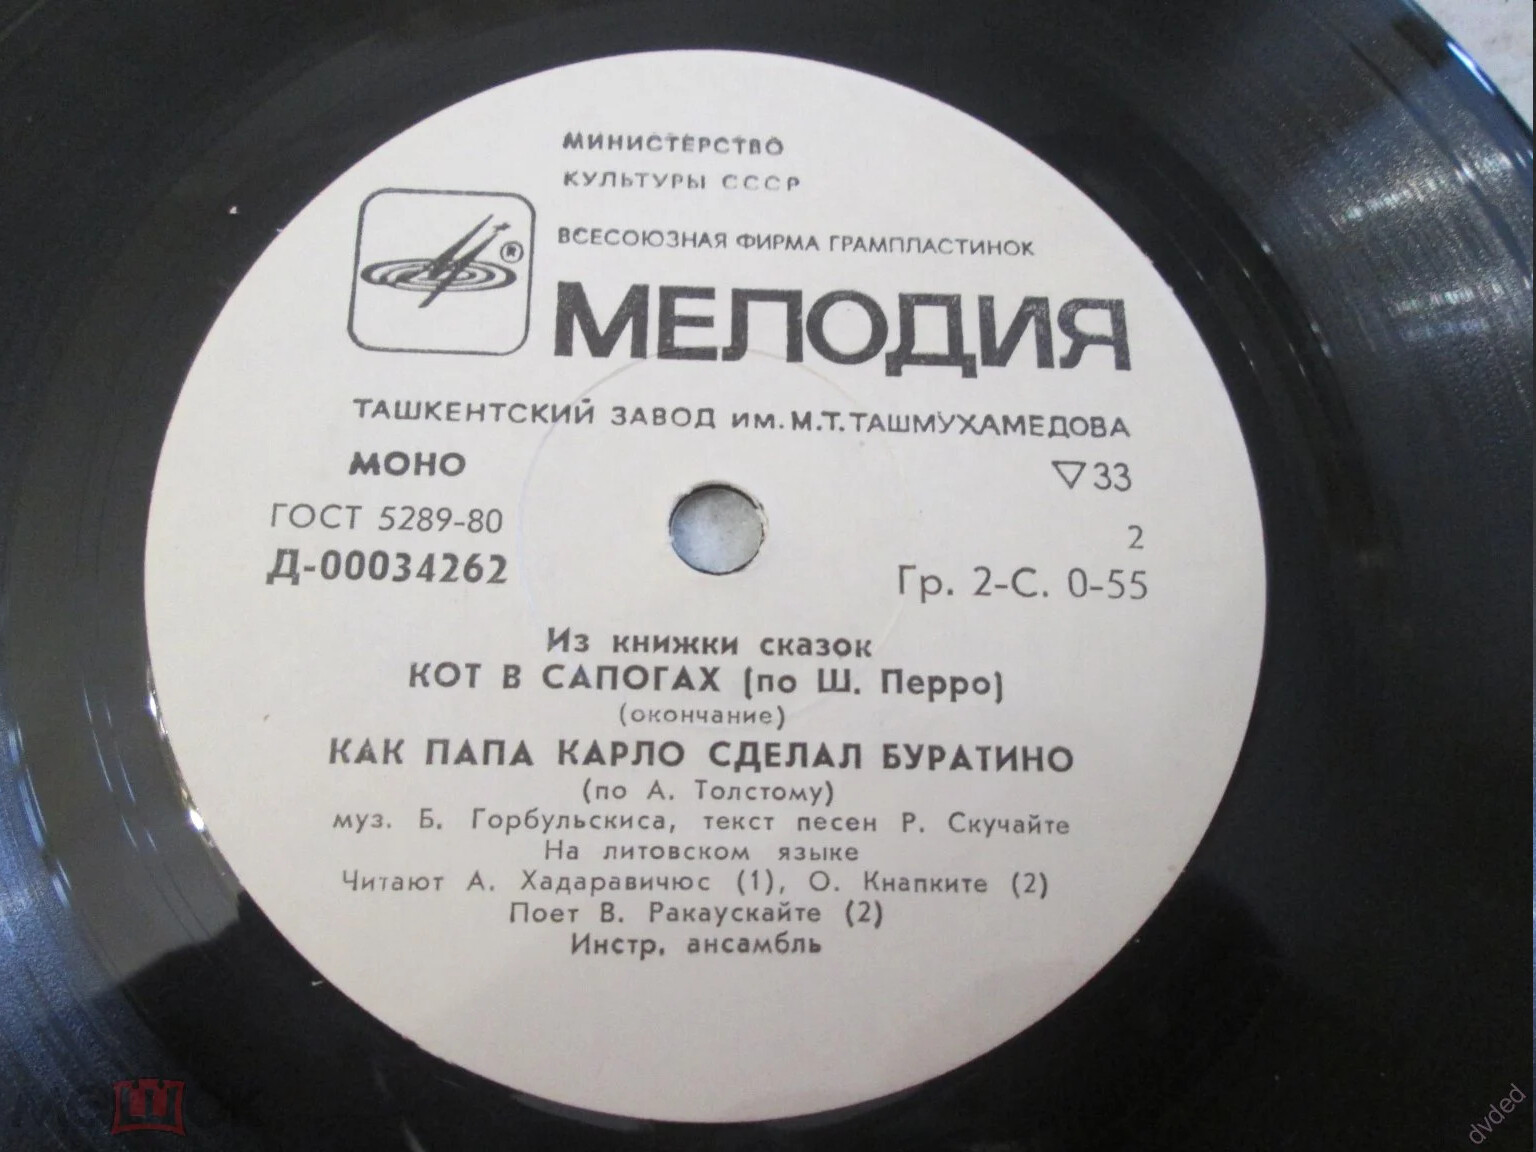 МИНИСТЕРСТВО
КУЛЬТУРЫ СССР
ВСЕСОЮЗНАЯ ФИРМА ГРАМПЛАСТИНОК
®
МЕЛОДИЯ
ТАШКЕНТСКИЙ ЗАВОД ИМ. М.Т. ТАШМУХАМЕДОВА
МОНО
▽33
ГОСТ 5289-80
2
Д-00034262
Гр. 2-С. 0-55
Из книжки сказок
КОТ В САПОГАХ (по Ш. Перро)
(окончание)
КАК ПАПА КАРЛО СДЕЛАЛ БУРАТИНО
(по А. Толстому)
муз. Б. Горбульскиса, текст песен Р. Скучайте
На литовском языке
Читают А. Хадаравичюс (1), О. Кнапките (2)
Поет В. Ракаускайте (2)
Инстр. ансамбль
dvded